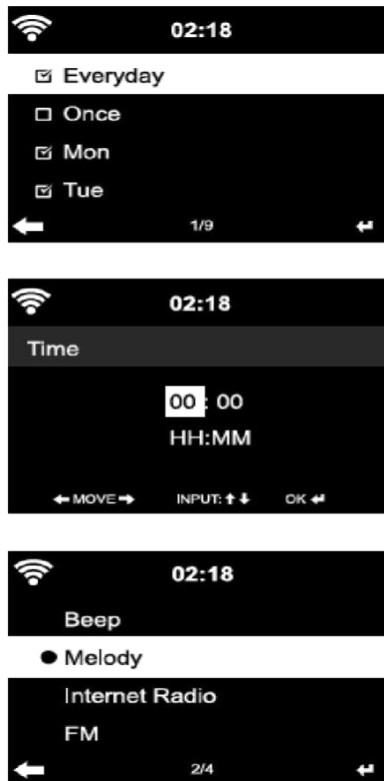 02:18
Everyday
Once
Mon
Tue
1/9
02:18
Time
00 : 00
HH:MM
MOVE INPUT: OK
02:18
Beep
Melody
Internet Radio
FM
2/4